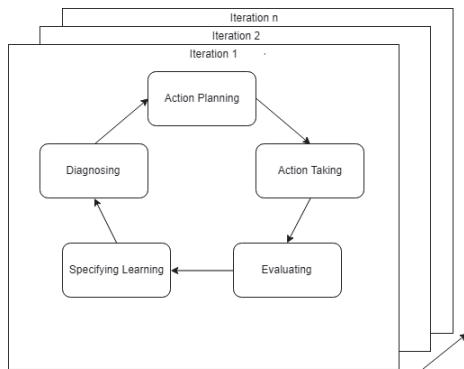 Iteration n
Iteration 2
Iteration 1
Action Planning
Diagnosing
Action Taking
Specifying Learning
Evaluating